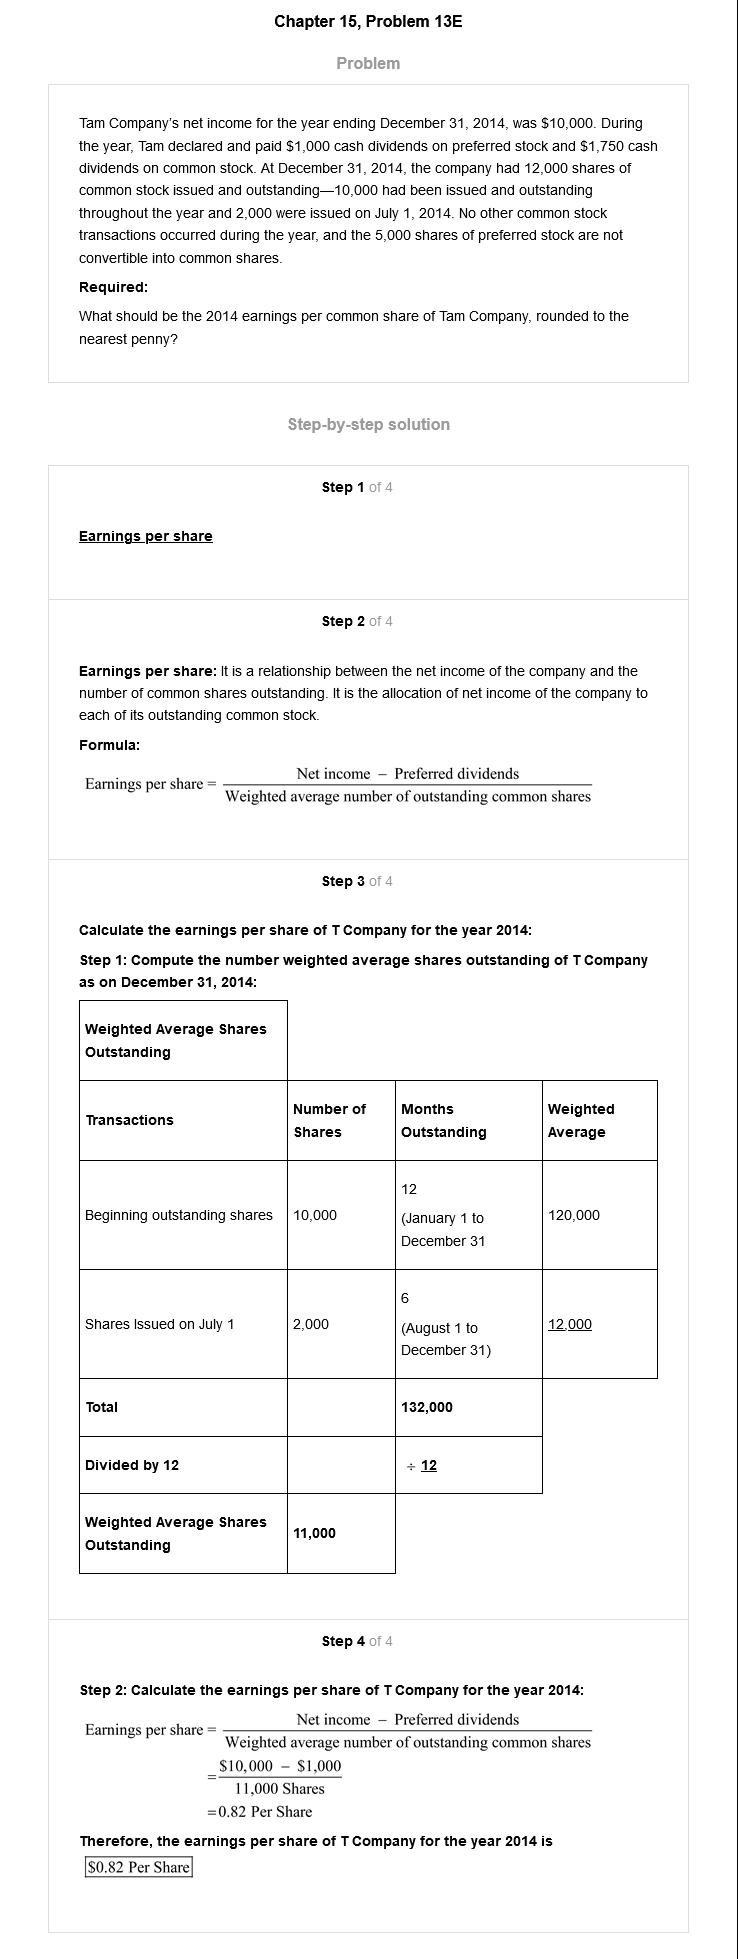 Chapter 15, Problem 13E
Problem
Tam Company's net income for the year ending December 31, 2014, was $10,000. During
the year, Tam declared and paid $1,000 cash dividends on preferred stock and $1,750 cash
dividends on common stock. At December 31, 2014, the company had 12,000 shares of
common stock issued and outstanding—10,000 had been issued and outstanding
throughout the year and 2,000 were issued on July 1, 2014. No other common stock
transactions occurred during the year, and the 5,000 shares of preferred stock are not
convertible into common shares.
Required:
What should be the 2014 earnings per common share of Tam Company, rounded to the
nearest penny?
Step-by-step solution
Step 1 of 4
Earnings per share
Step 2 of 4
Earnings per share: It is a relationship between the net income of the company and the
number of common shares outstanding. It is the allocation of net income of the company to
each of its outstanding common stock.
Formula:
Earnings per share = Net income − Preferred dividends
Weighted average number of outstanding common shares
Step 3 of 4
Calculate the earnings per share of T Company for the year 2014:
Step 1: Compute the number weighted average shares outstanding of T Company
as on December 31, 2014:
Weighted Average Shares
Outstanding
Transactions
Number of
Shares
Months
Outstanding
Weighted
Average
Beginning outstanding shares
10,000
12
(January 1 to
December 31
120,000
Shares Issued on July 1
2,000
6
(August 1 to
December 31)
12,000
Total
132,000
Divided by 12
÷ 12
Weighted Average Shares
Outstanding
11,000
Step 4 of 4
Step 2: Calculate the earnings per share of T Company for the year 2014:
Earnings per share = Net income − Preferred dividends
Weighted average number of outstanding common shares
= $10,000 − $1,000
11,000 Shares
=0.82 Per Share
Therefore, the earnings per share of T Company for the year 2014 is
$0.82 Per Share